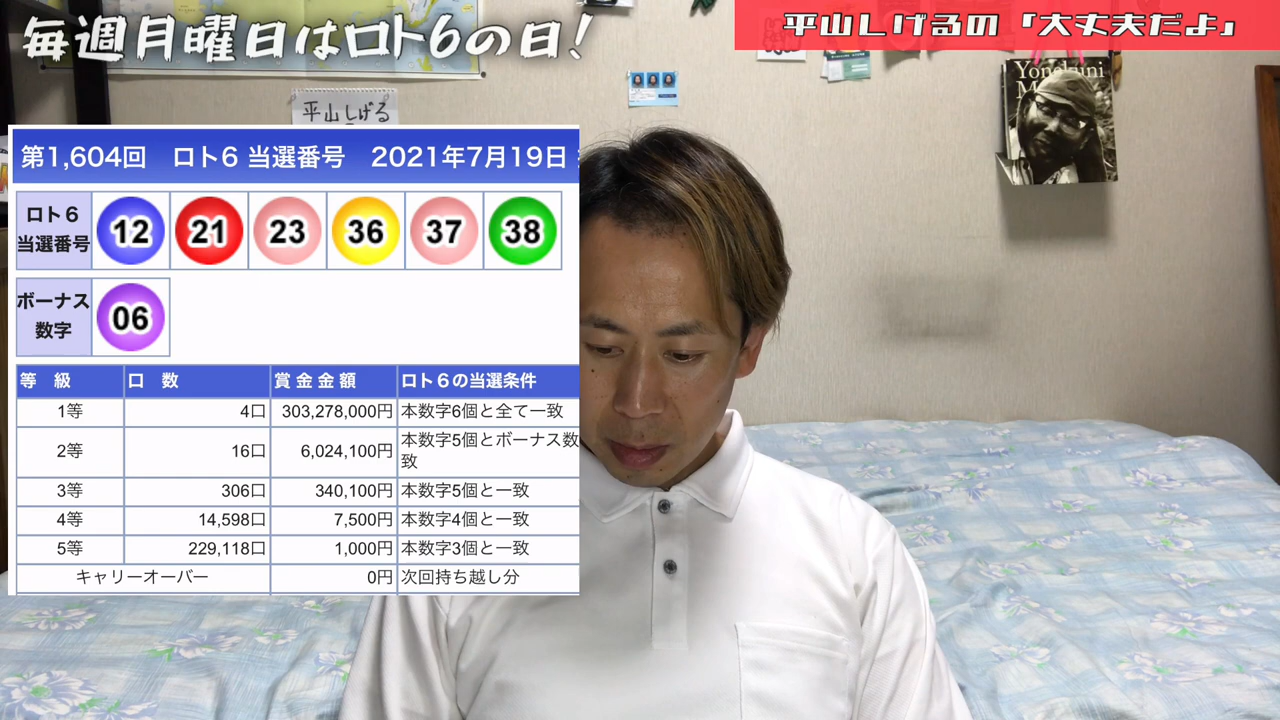 毎週月曜日はロト6の日!
平山しげるの「大丈夫だよ」
Yonekuni
平山しげる
第1,604回 ロト6 当選番号 2021年7月19日
ロト6
当選番号
12 21 23 36 37 38
ボーナス
数字
06
等 級 口 数 賞金金額 ロト6の当選条件
1等 4口 303,278,000円 本数字6個と全て一致
2等 16口 6,024,100円 本数字5個とボーナス数
致
3等 306口 340,100円 本数字5個と一致
4等 14,598口 7,500円 本数字4個と一致
5等 229,118口 1,000円 本数字3個と一致
キャリーオーバー 0円 次回持ち越し分